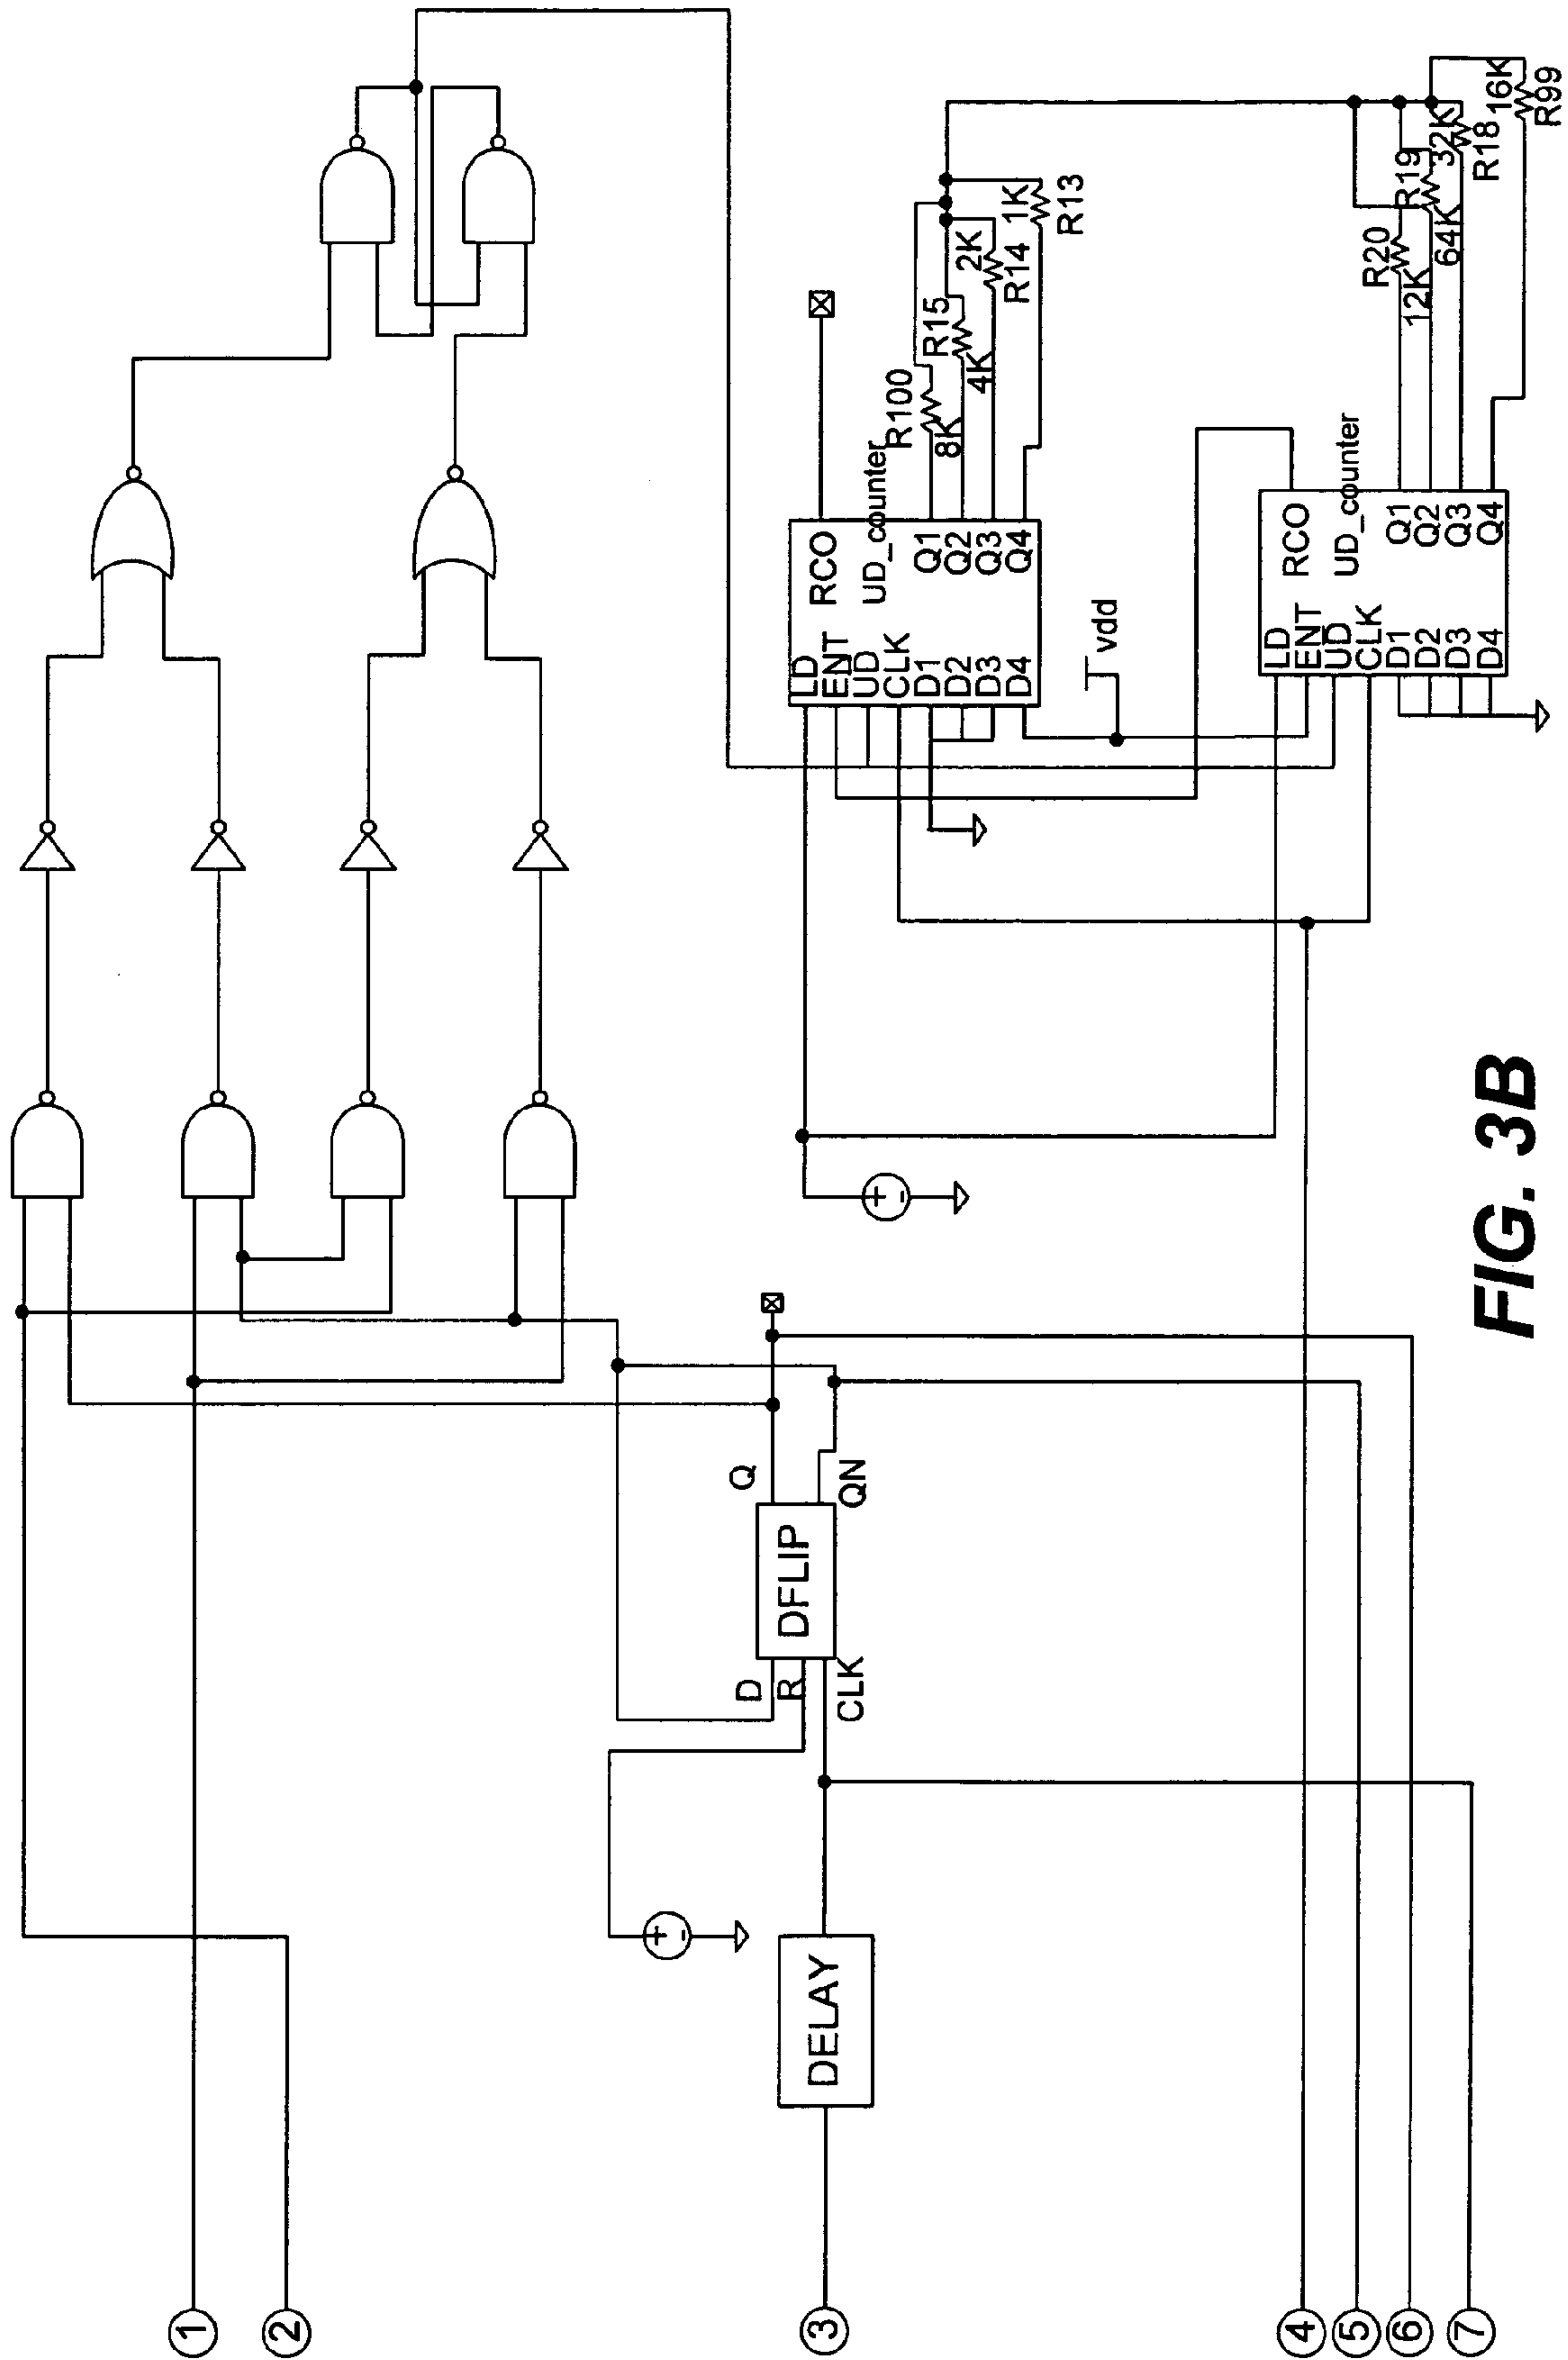 1
2
3
4
5
6
7
DELAY
D
R
CLK
DFLIP
Q
QN
+
-
+
-
LD
ENT
UD
CLK
D1
D2
D3
D4
RCO
UD_counter
Q1
Q2
Q3
Q4
R100
8K
R15
4K
2K
R14
1K
R13
vdd
LD
ENT
UD
CLK
D1
D2
D3
D4
RCO
UD_counter
Q1
Q2
Q3
Q4
R20
12K
R19
64K
32K
R18
16K
R99
FIG. 3B